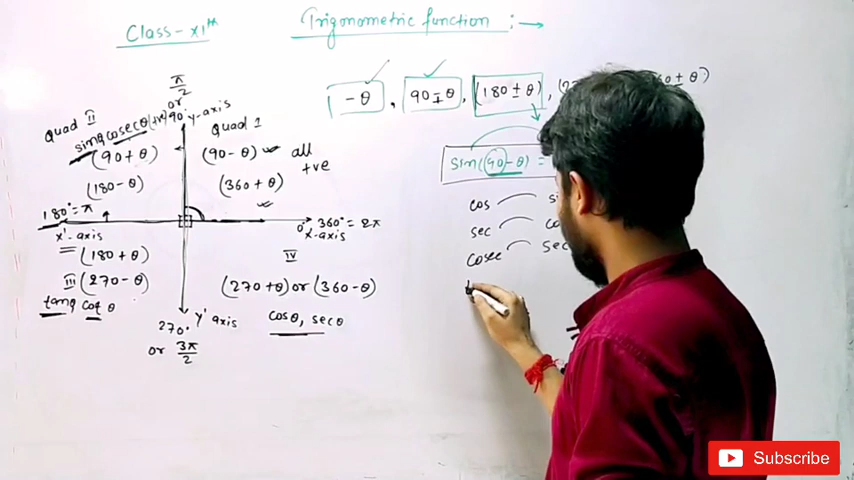 Class-XIth
Trigonometric function :→
-θ , 90∓θ , (180 ± θ) , ± θ)
π/2
or
90° y-axis
Quad II
sinθ cosecθ (+ve)
(90+θ)
(180-θ)
Quad 1
(90-θ)
(360+θ)
all
+ve
180°=π
x'-axis
0° 360° = 2π
x-axis
(180+θ)
III (270-θ)
tanθ cotθ
IV
(270+θ) or (360-θ)
cosθ, secθ
270° y' axis
or 3π/2
sin(90-θ) =
cos
sec
cosec sec
Subscribe